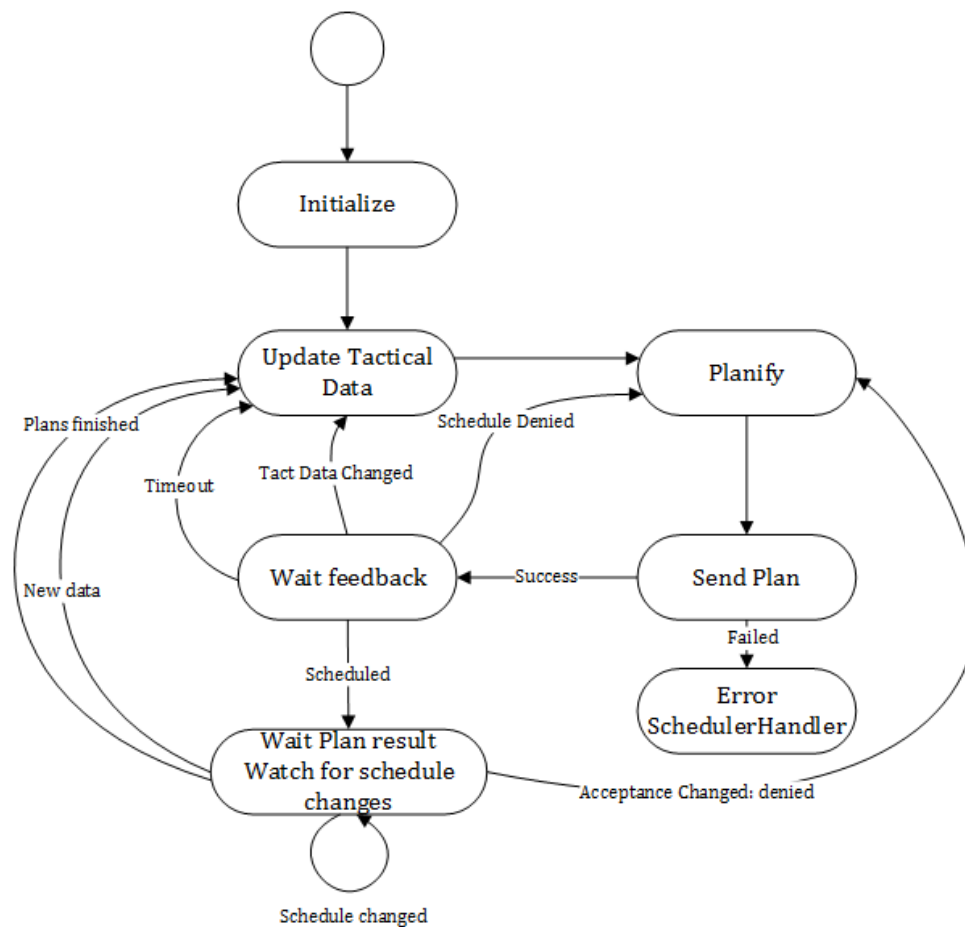 Initialize
Update Tactical
Data
Planify
Plans finished
Schedule Denied
Tact Data Changed
Timeout
Wait feedback
Success
Send Plan
New data
Failed
Scheduled
Error
SchedulerHandler
Wait Plan result
Watch for schedule
changes
Acceptance Changed: denied
Schedule changed